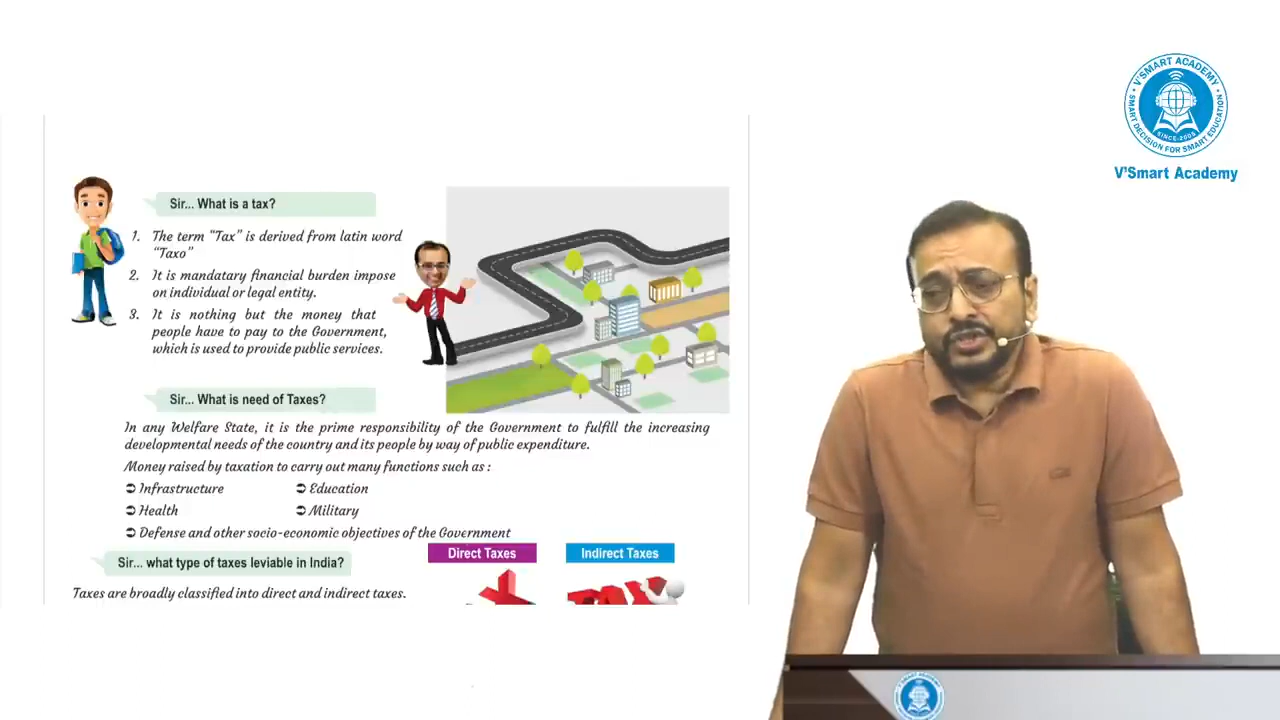 V'SMART ACADEMY
SMART DECISION FOR SMART EDUCATION
SINCE-2008
V'Smart Academy
Sir... What is a tax?
1. The term "Tax" is derived from latin word
"Taxo"
2. It is mandatary financial burden impose
on individual or legal entity.
3. It is nothing but the money that
people have to pay to the Government,
which is used to provide public services.
Sir... What is need of Taxes?
In any Welfare State, it is the prime responsibility of the Government to fulfill the increasing
developmental needs of the country and its people by way of public expenditure.
Money raised by taxation to carry out many functions such as :
➲ Infrastructure ➲ Education
➲ Health ➲ Military
➲ Defense and other socio-economic objectives of the Government
Direct Taxes Indirect Taxes
Sir... what type of taxes leviable in India?
Taxes are broadly classified into direct and indirect taxes.
TAX